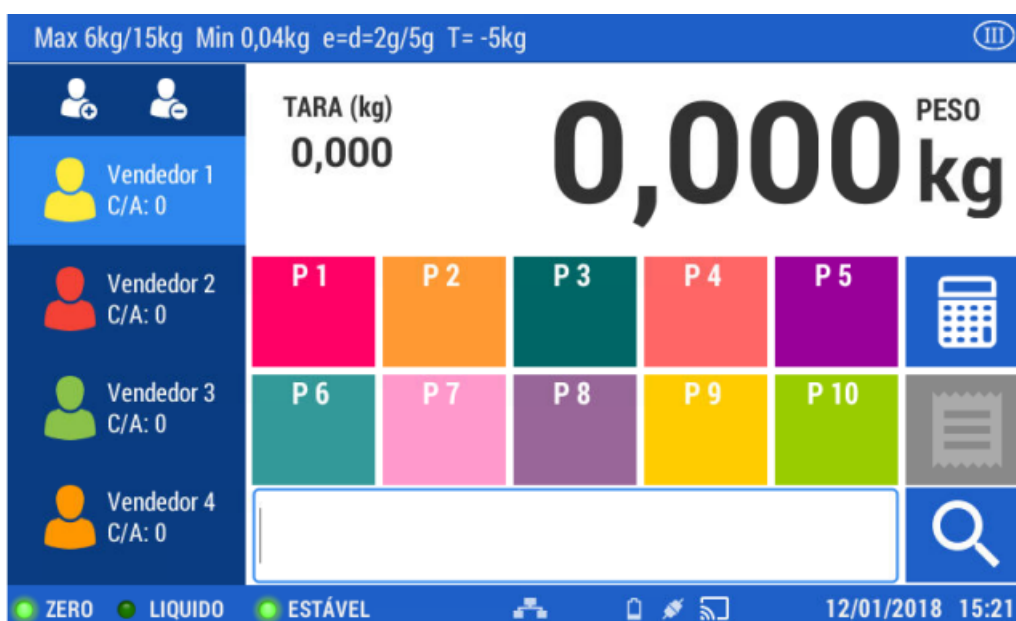 Max 6kg/15kg Min 0,04kg e=d=2g/5g T= -5kg
III
TARA (kg)
0,000
0,000
PESO
kg
Vendedor 1
C/A: 0
Vendedor 2
C/A: 0
Vendedor 3
C/A: 0
Vendedor 4
C/A: 0
P 1 P 2 P 3 P 4 P 5
P 6 P 7 P 8 P 9 P 10
ZERO LIQUIDO ESTÁVEL 12/01/2018 15:21